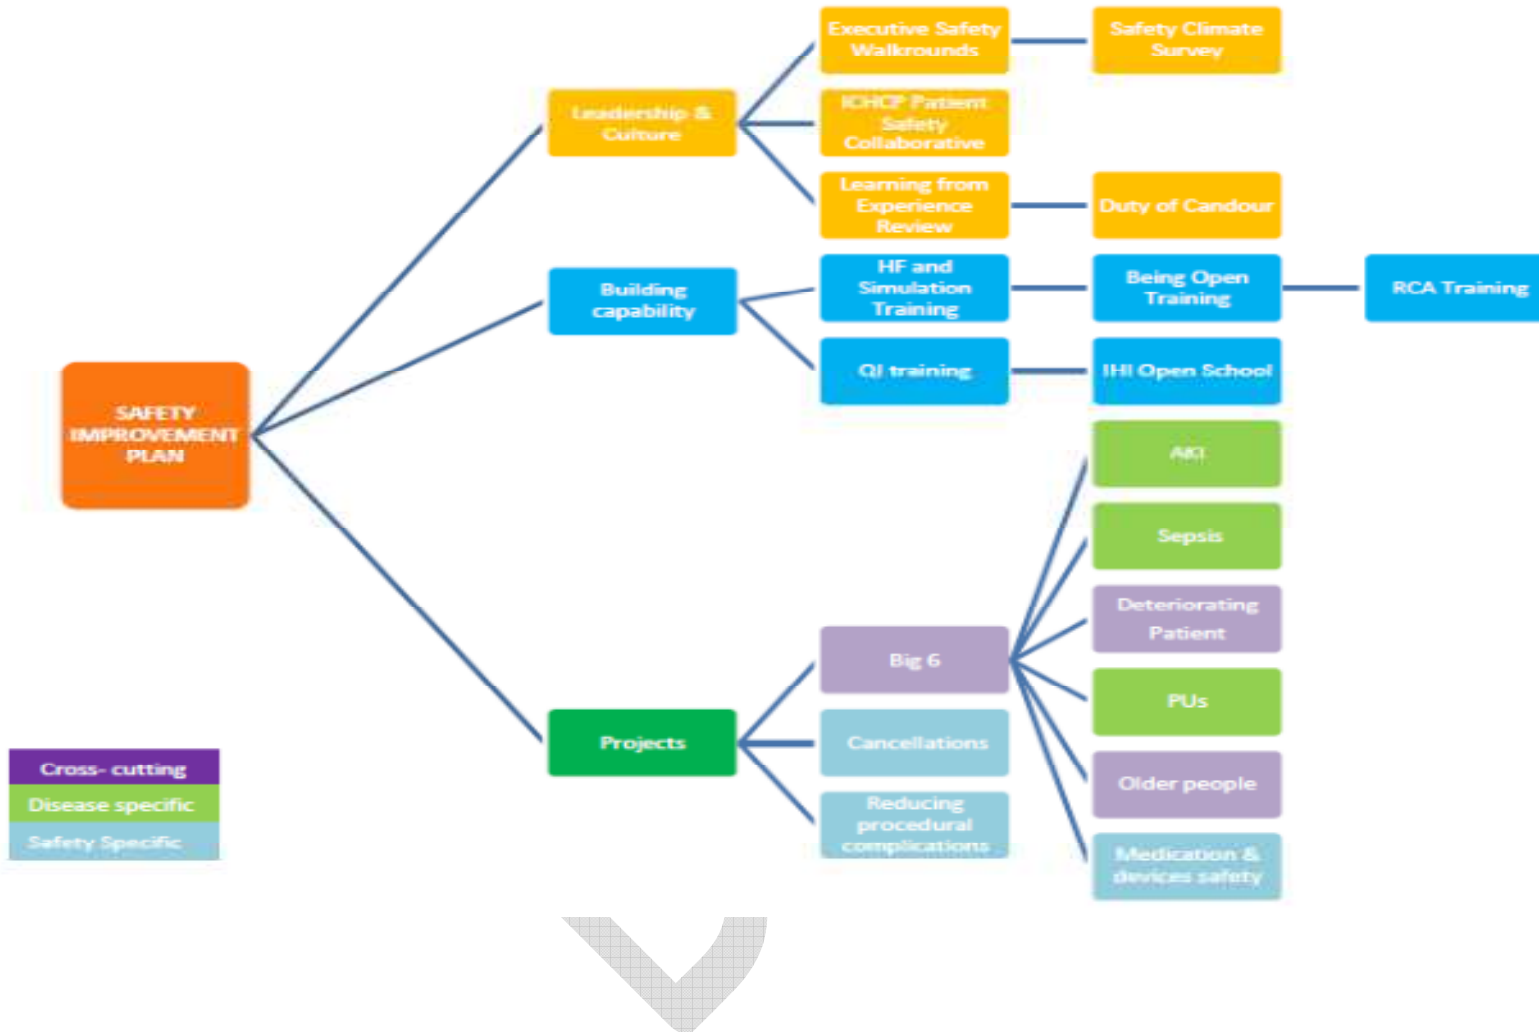 Executive Safety
Walkrounds
Safety Climate
Survey
Leadership &
Culture
ICHCP Patient
Safety
Collaborative
Learning from
Experience
Review
Duty of Candour
Building
capability
HF and
Simulation
Training
Being Open
Training
RCA Training
QI training
IHI Open School
SAFETY
IMPROVEMENT
PLAN
AKI
Sepsis
Deteriorating
Patient
Big 6
PUs
Projects
Cancellations
Older people
Reducing
procedural
complications
Medication &
devices safety
Cross- cutting
Disease specific
Safety Specific